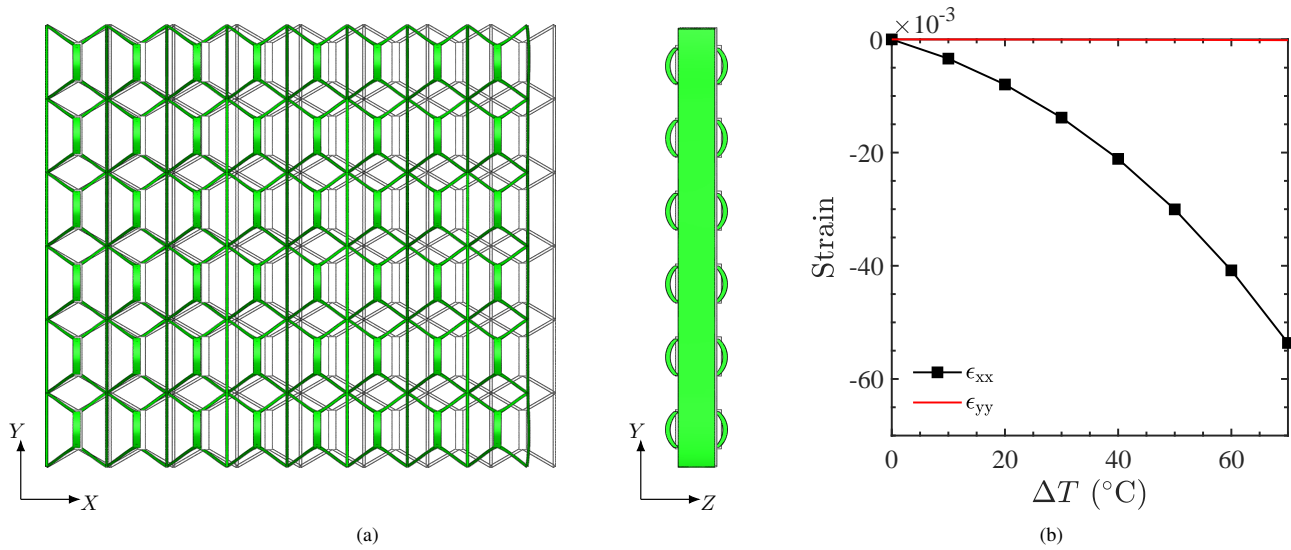 Y
X
Y
Z
(a)
×10⁻³
0
-20
-40
-60
Strain
ϵxx
ϵyy
0 20 40 60
ΔT (°C)
(b)